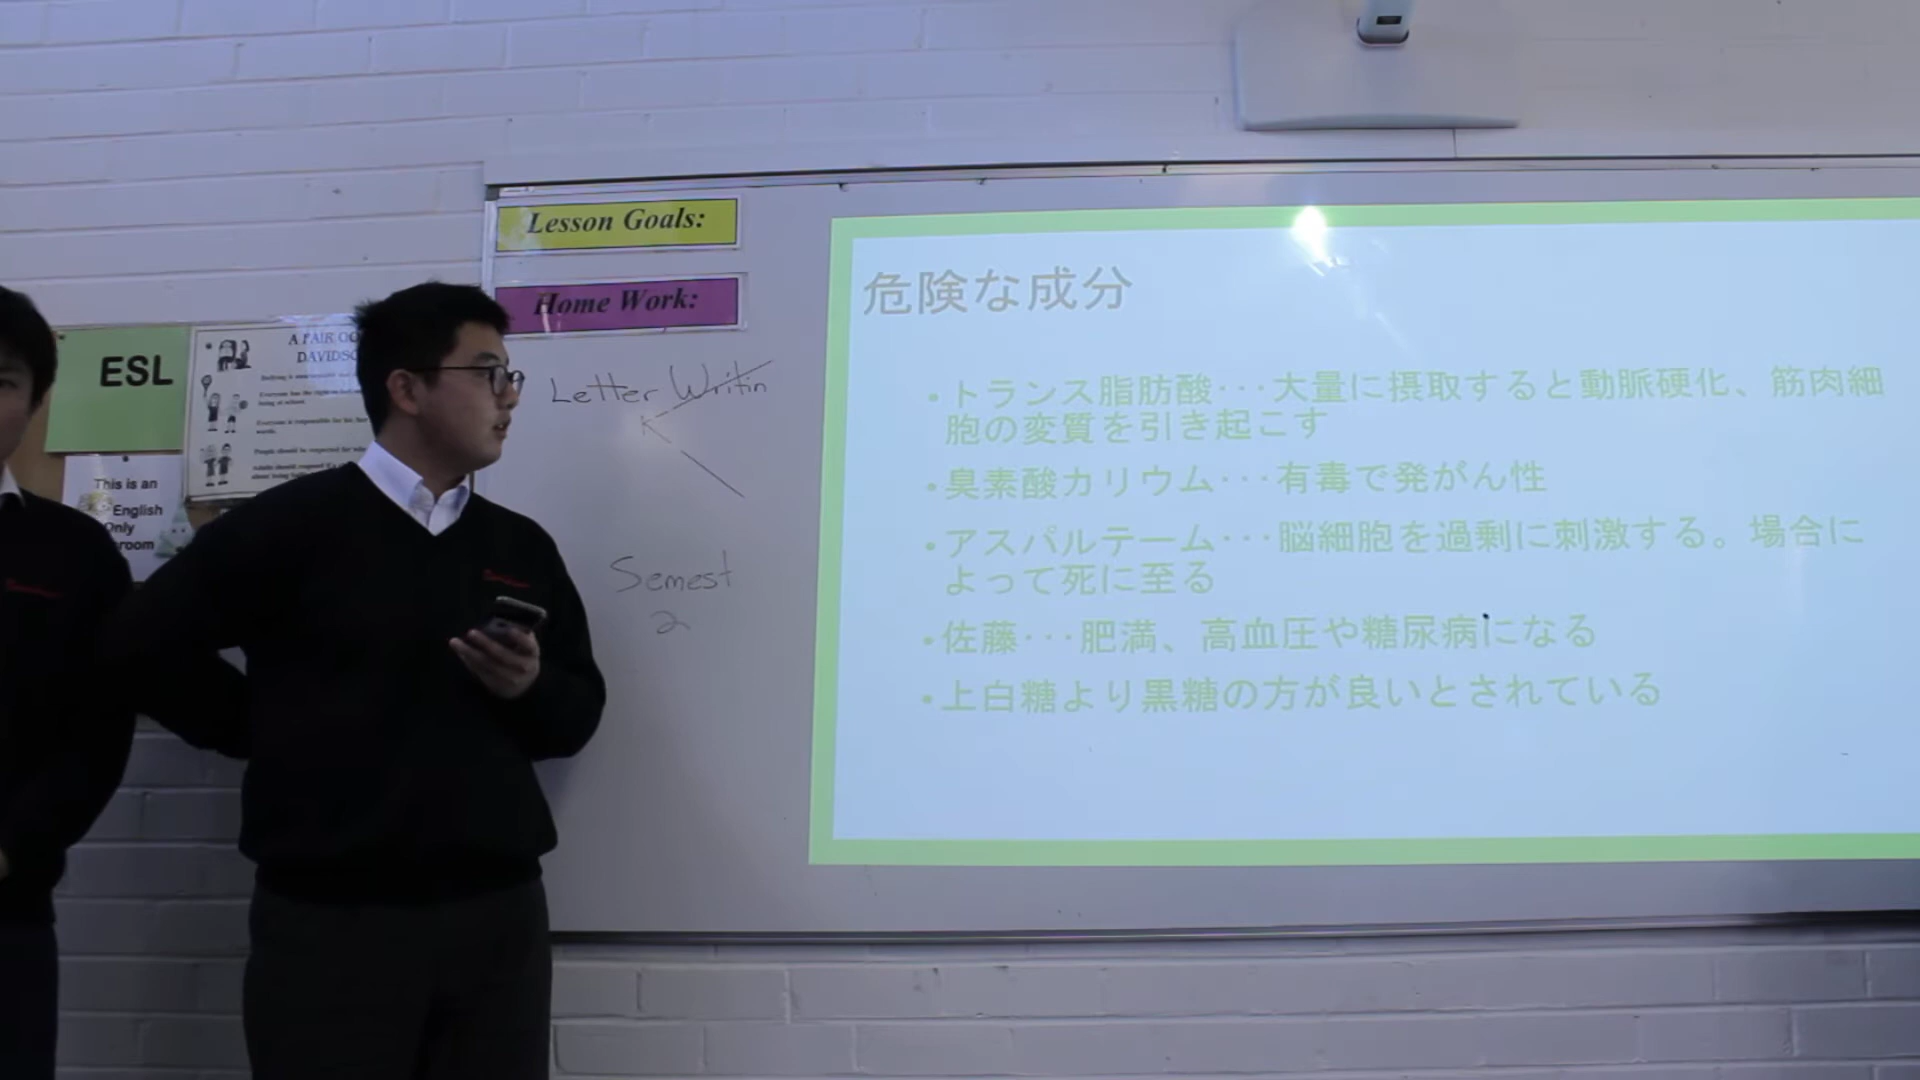 Lesson Goals:
Home Work:
Letter Writin
Semest
2
ESL
A FAIR GO
DAVIDSO
This is an
English
Only
room
危険な成分
・トランス脂肪酸･･･大量に摂取すると動脈硬化、筋肉細
胞の変質を引き起こす
・臭素酸カリウム･･･有毒で発がん性
・アスパルテーム･･･脳細胞を過剰に刺激する。場合に
よって死に至る
・佐藤･･･肥満、高血圧や糖尿病になる
・上白糖より黒糖の方が良いとされている